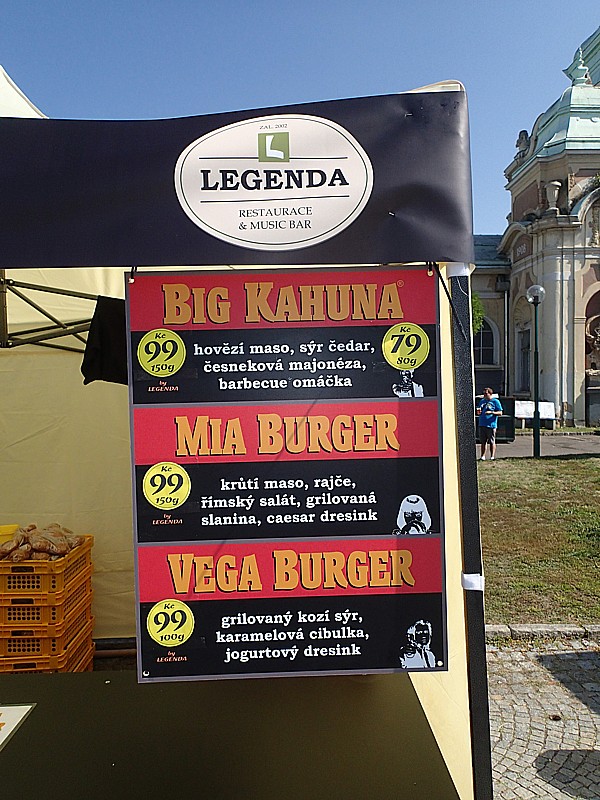 ZAL. 2002
L
LEGENDA
RESTAURACE
& MUSIC BAR
BIG KAHUNA®
Kč
99
150g
by
LEGENDA
hovězí maso, sýr čedar,
česneková majonéza,
barbecue omáčka
Kč
79
80g
MIA BURGER
Kč
99
150g
by
LEGENDA
krůtí maso, rajče,
římský salát, grilovaná
slanina, caesar dresink
VEGA BURGER
Kč
99
100g
by
LEGENDA
grilovaný kozí sýr,
karamelová cibulka,
jogurtový dresink